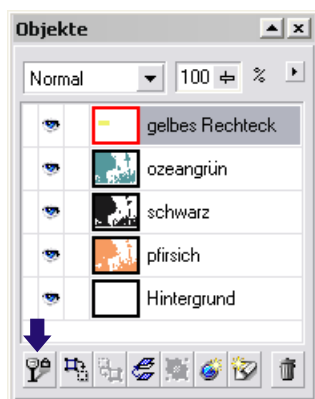 Objekte
Normal 100 %
gelbes Rechteck
ozeangrün
schwarz
pfirsich
Hintergrund